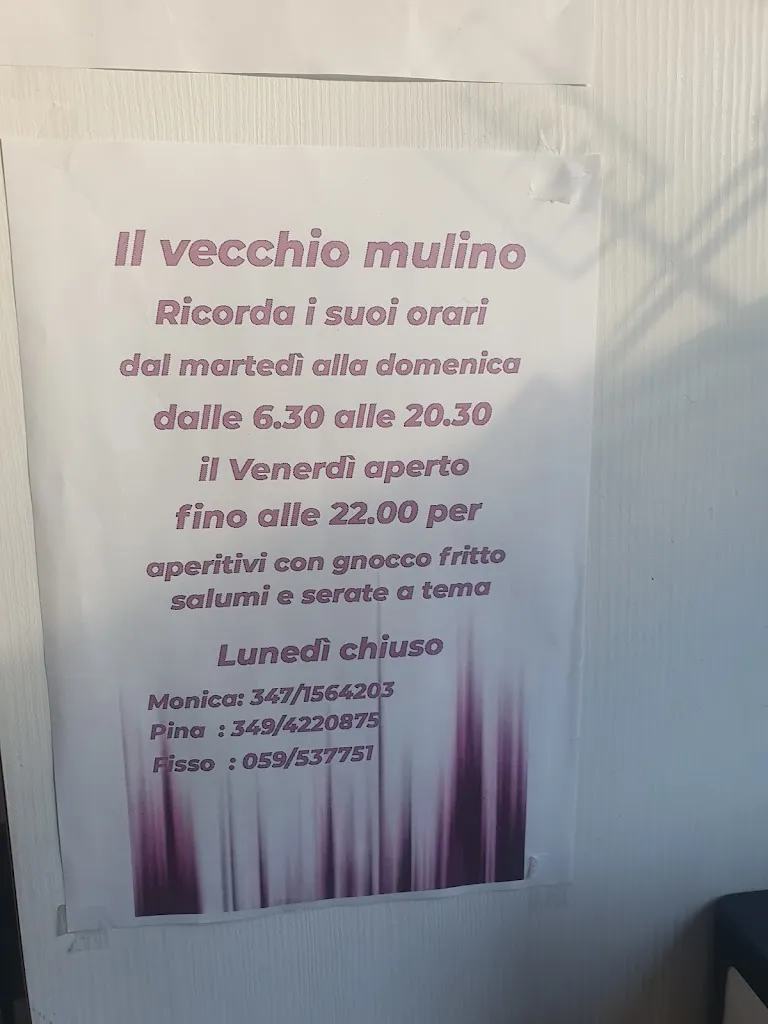 Il vecchio mulino
Ricorda i suoi orari
dal martedì alla domenica
dalle 6.30 alle 20.30
il Venerdì aperto
fino alle 22.00 per
aperitivi con gnocco fritto
salumi e serate a tema
Lunedì chiuso
Monica: 347/1564203
Pina : 349/4220875
Fisso : 059/537751